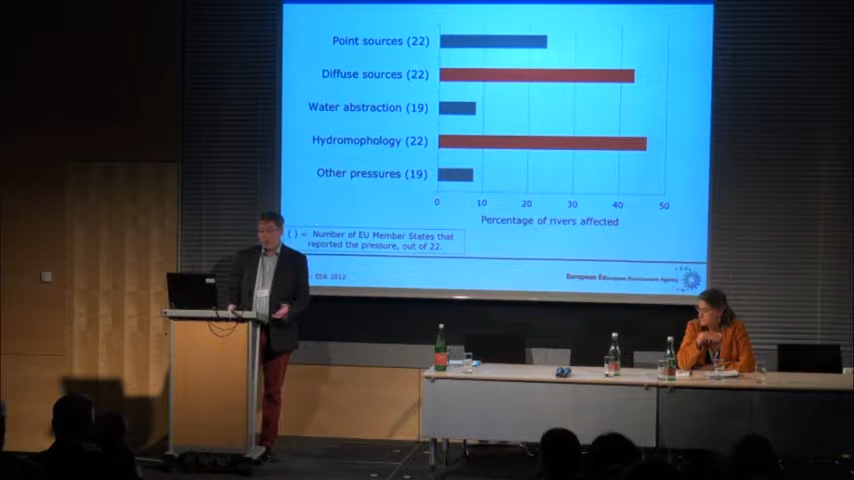 Point sources (22)
Diffuse sources (22)
Water abstraction (19)
Hydromophology (22)
Other pressures (19)
0 10 20 30 40 50
Percentage of rivers affected
( ) = Number of EU Member States that
reported the pressure, out of 22.
: EEA 2012
European Environment Agency